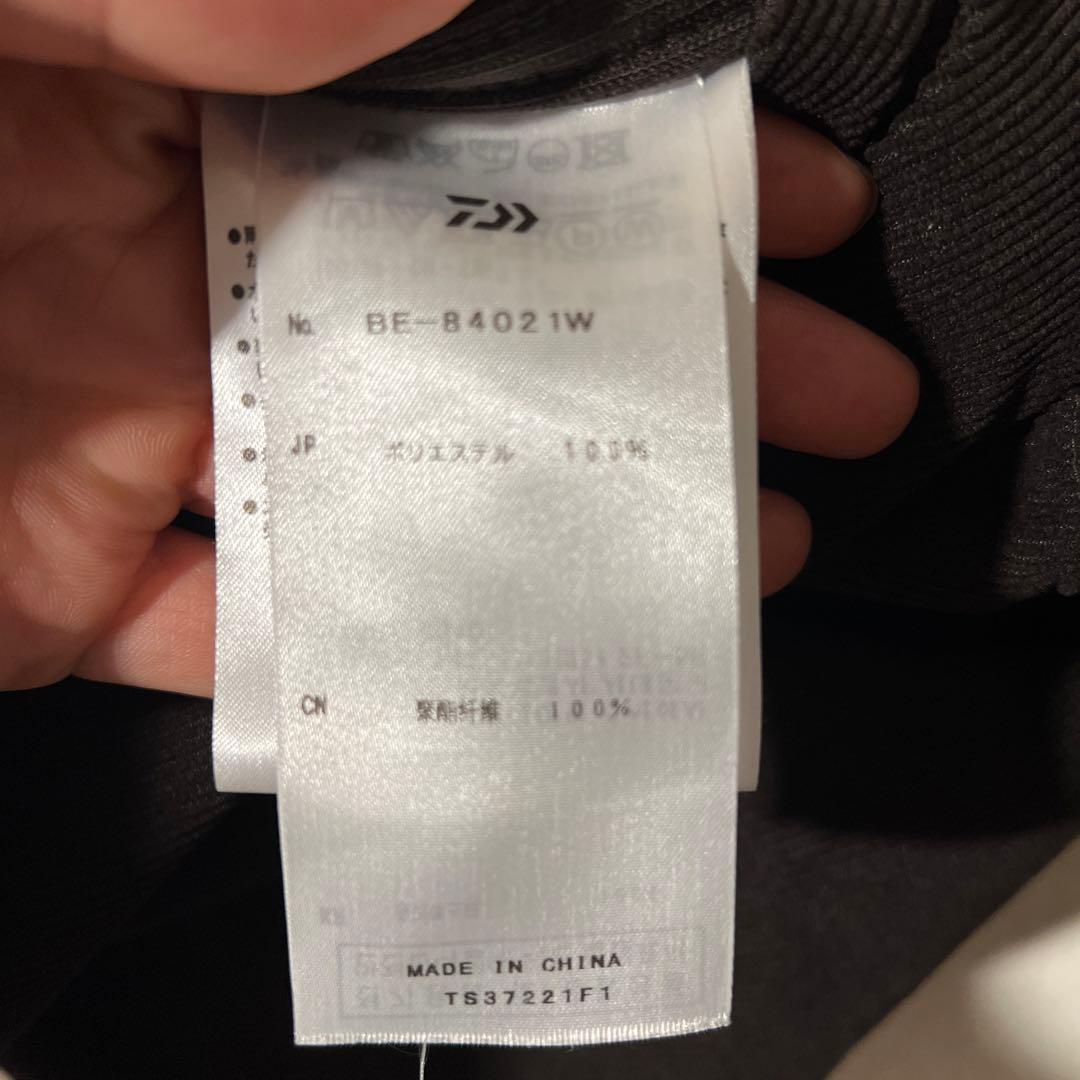 No. BE-84021W
JP ポリエステル 100%
CN 聚酯纤维 100%
MADE IN CHINA
TS37221F1